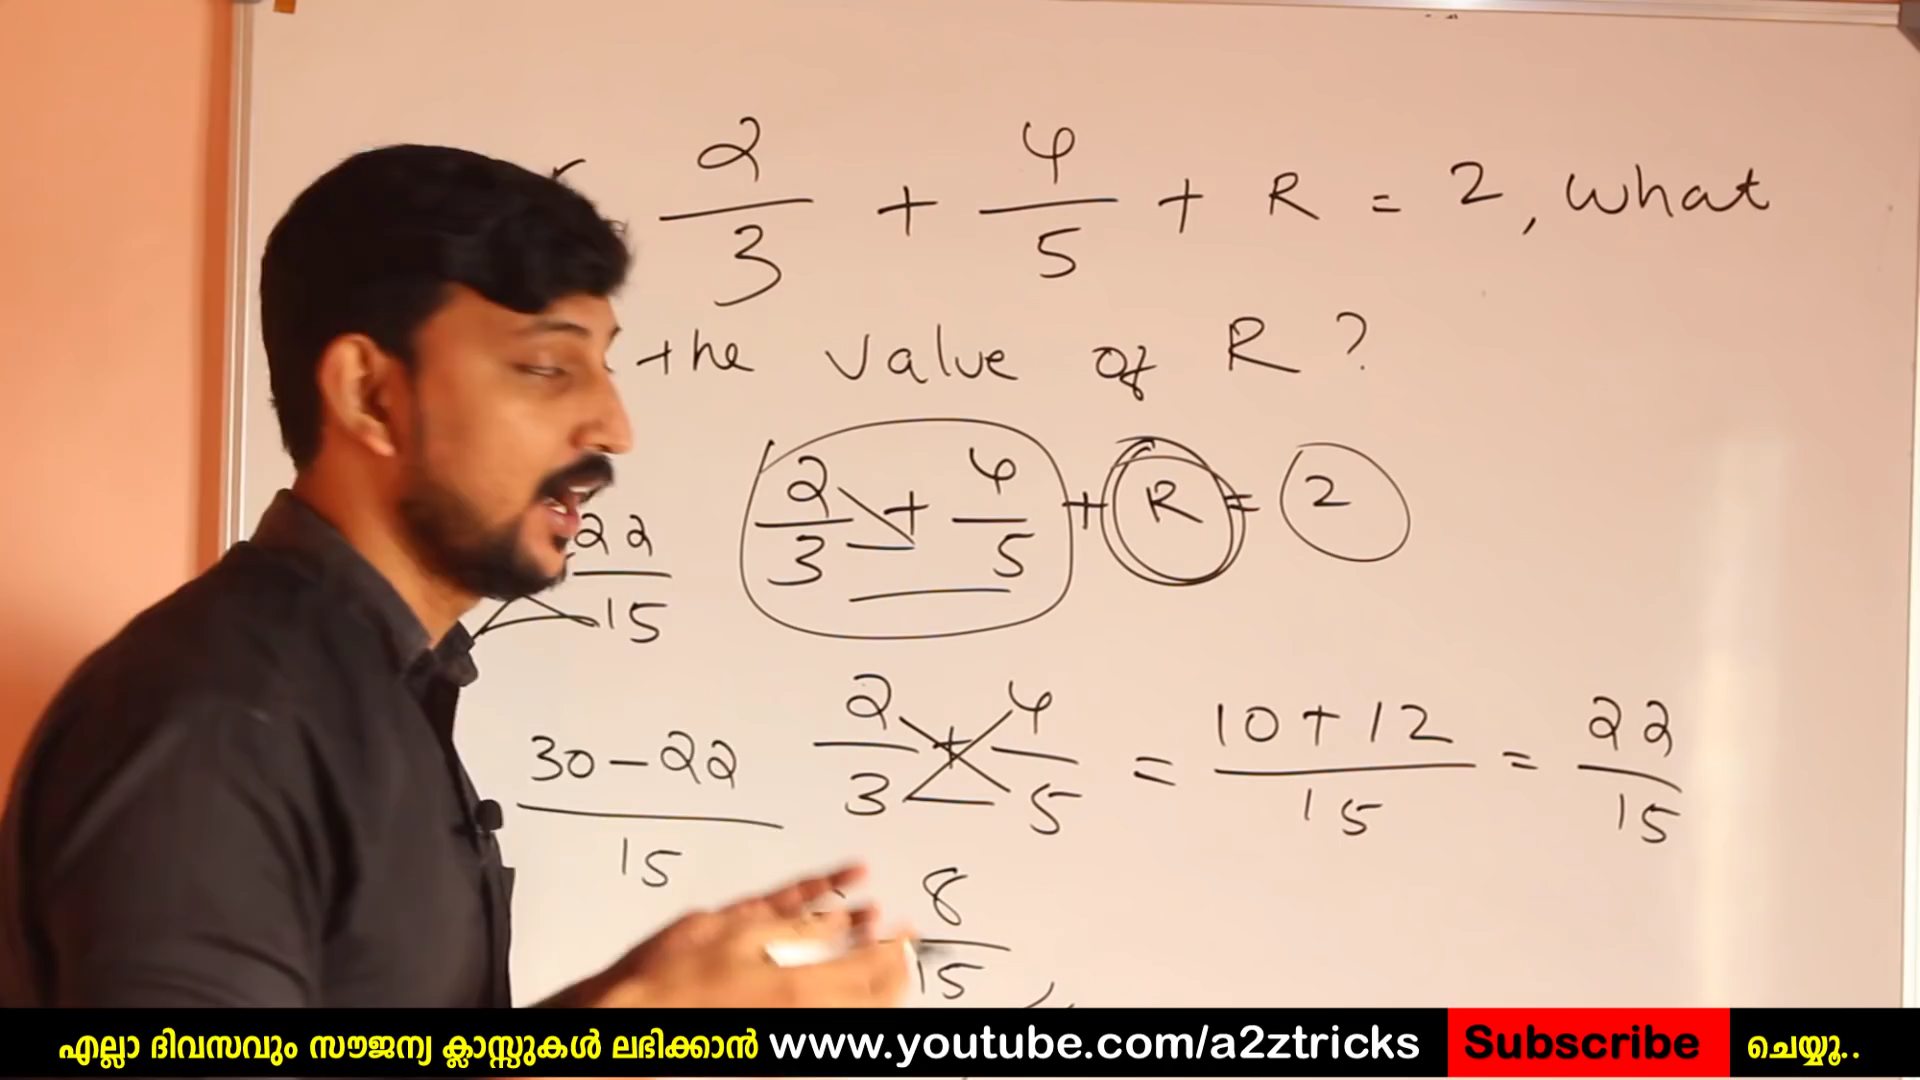 2/3 + 4/5 + R = 2, what
the value of R ?
2/3 + 4/5 + R = 2
22/15
30 - 22/15
2/3 + 4/5 = 10 + 12/15 = 22/15
8/15
എല്ലാ ദിവസവും സൗജന്യ ക്ലാസ്സുകൾ ലഭിക്കാൻ www.youtube.com/a2ztricks Subscribe ചെയ്യൂ..